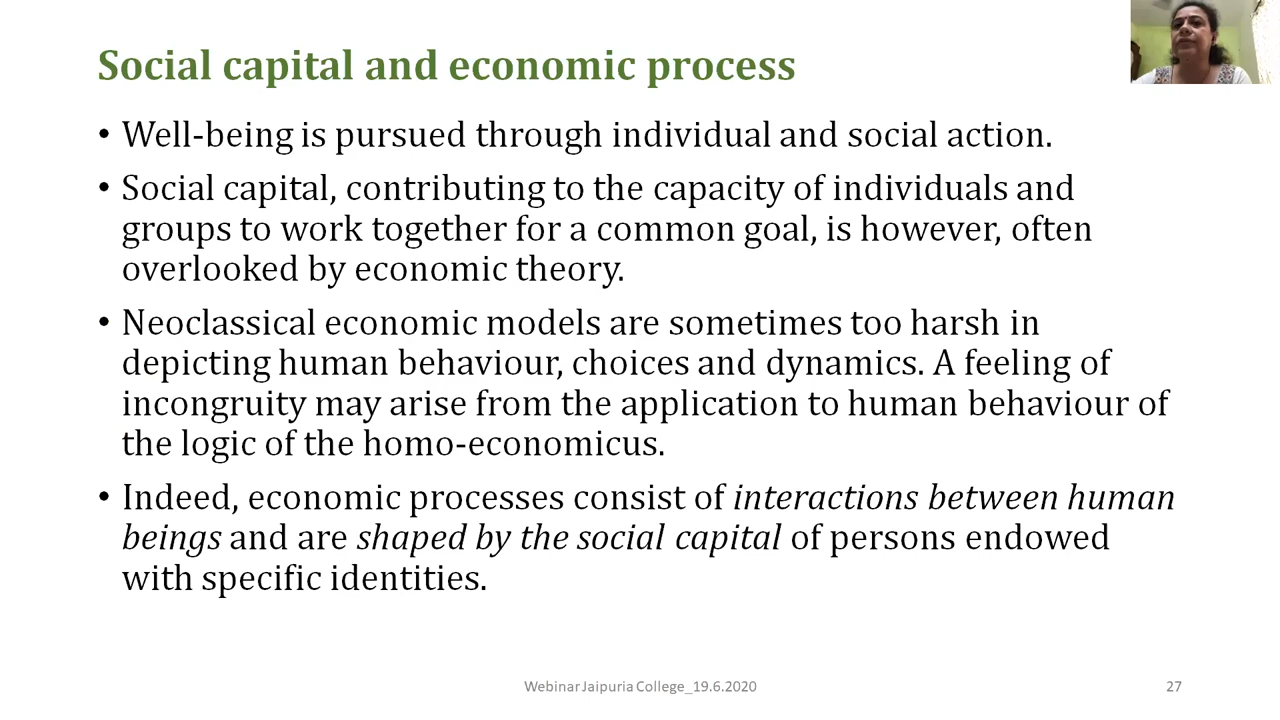 Social capital and economic process
• Well-being is pursued through individual and social action.
• Social capital, contributing to the capacity of individuals and
groups to work together for a common goal, is however, often
overlooked by economic theory.
• Neoclassical economic models are sometimes too harsh in
depicting human behaviour, choices and dynamics. A feeling of
incongruity may arise from the application to human behaviour of
the logic of the homo-economicus.
• Indeed, economic processes consist of interactions between human
beings and are shaped by the social capital of persons endowed
with specific identities.
Webinar Jaipuria College_19.6.2020
27